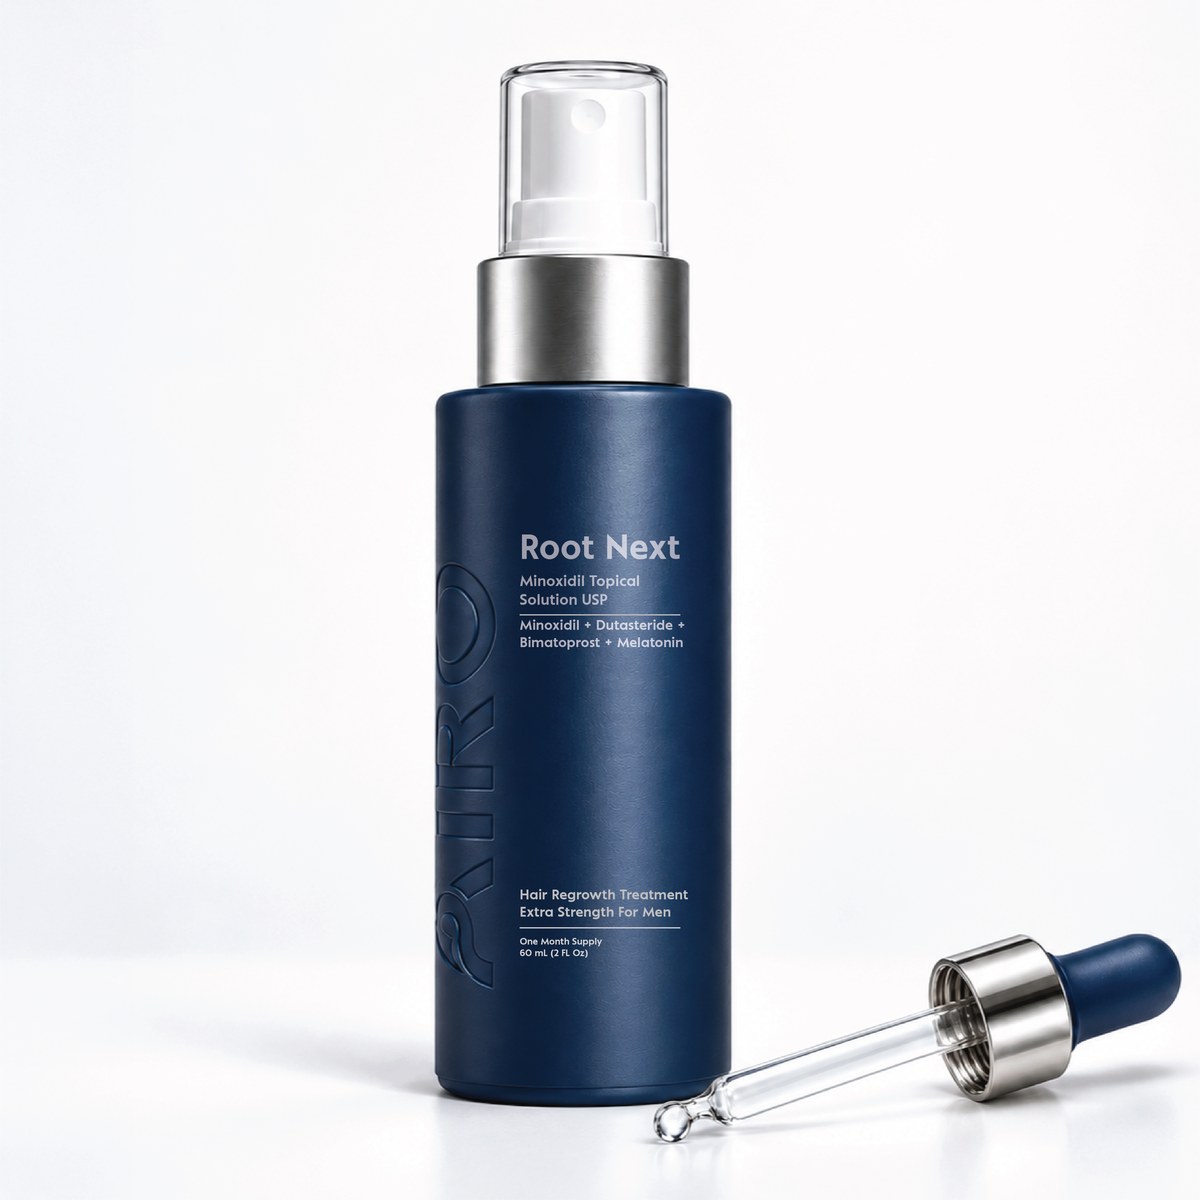 Root Next
Minoxidil Topical
Solution USP
Minoxidil + Dutasteride +
Bimatoprost + Melatonin
AIRO
Hair Regrowth Treatment
Extra Strength For Men
One Month Supply
60 mL (2 FL Oz)